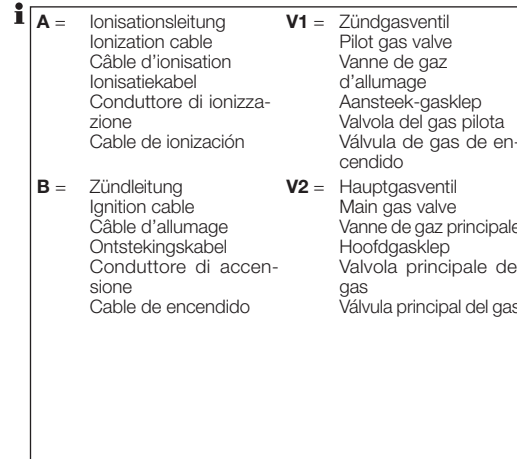 i
A = Ionisationsleitung
Ionization cable
Câble d'ionisation
Ionisatiekabel
Conduttore di ionizza-
zione
Cable de ionización
B = Zündleitung
Ignition cable
Câble d'allumage
Ontstekingskabel
Conduttore di accen-
sione
Cable de encendido
V1 = Zündgasventil
Pilot gas valve
Vanne de gaz
d'allumage
Aansteek-gasklep
Valvola del gas pilota
Válvula de gas de en-
cendido
V2 = Hauptgasventil
Main gas valve
Vanne de gaz principale
Hoofdgasklep
Valvola principale de
gas
Válvula principal del gas